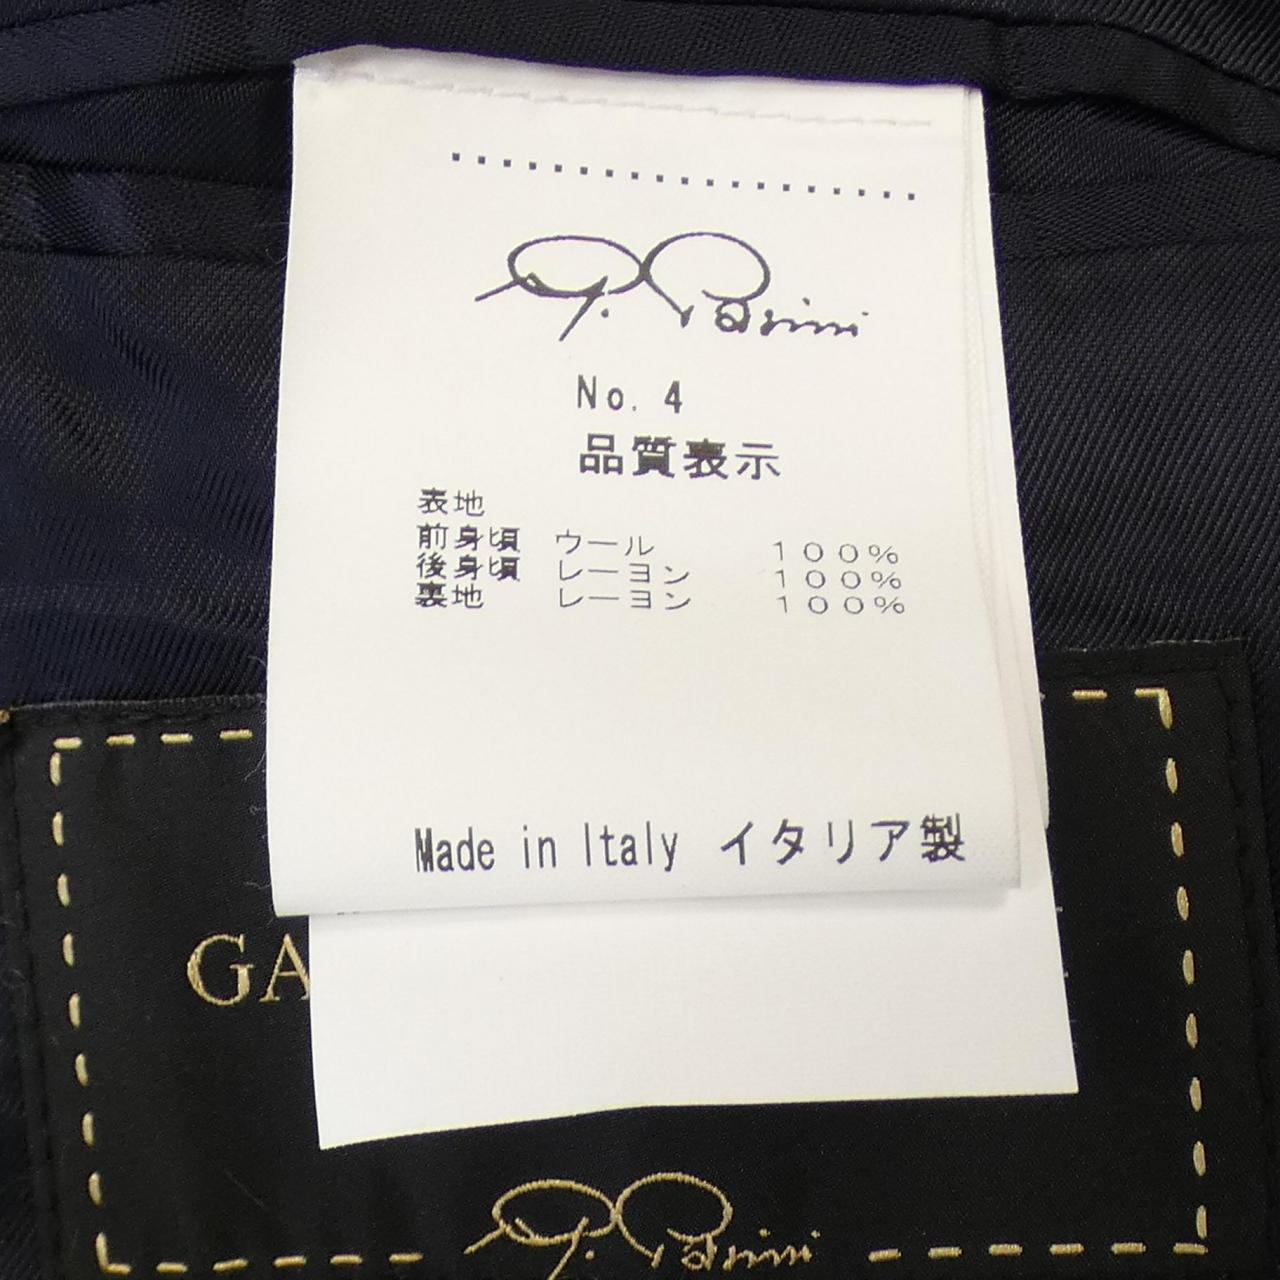 G. Pasini
No. 4
品質表示
表地
前身頃 ウール １００％
後身頃 レーヨン １００％
裏地 レーヨン １００％
Made in Italy イタリア製
GA
G. Pasini